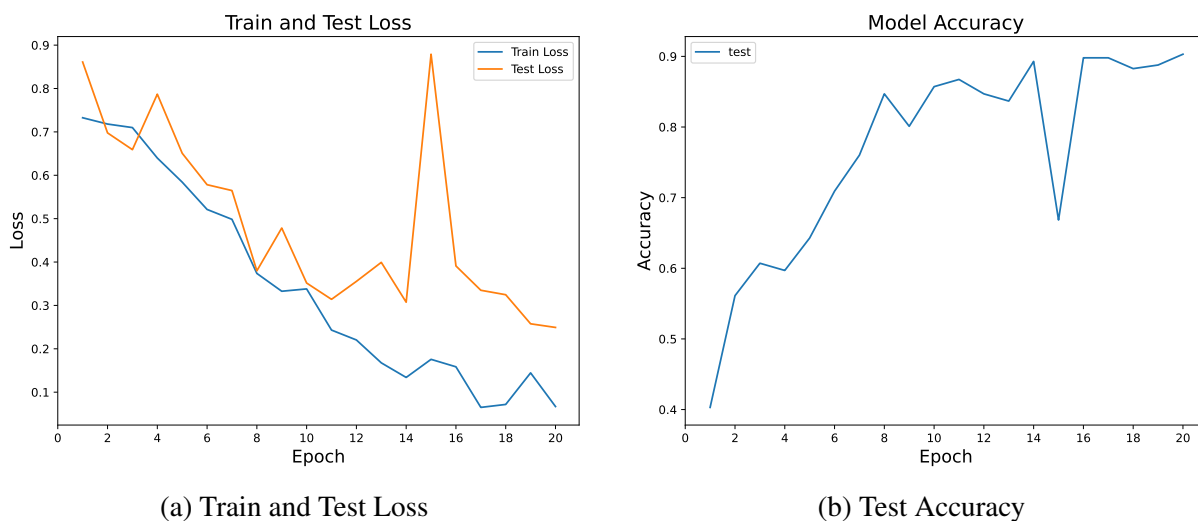 Train and Test Loss
Train Loss
Test Loss
0.9
0.8
0.7
0.6
0.5
0.4
0.3
0.2
0.1
Loss
0 2 4 6 8 10 12 14 16 18 20
Epoch
(a) Train and Test Loss
Model Accuracy
test
0.9
0.8
0.7
0.6
0.5
0.4
Accuracy
0 2 4 6 8 10 12 14 16 18 20
Epoch
(b) Test Accuracy